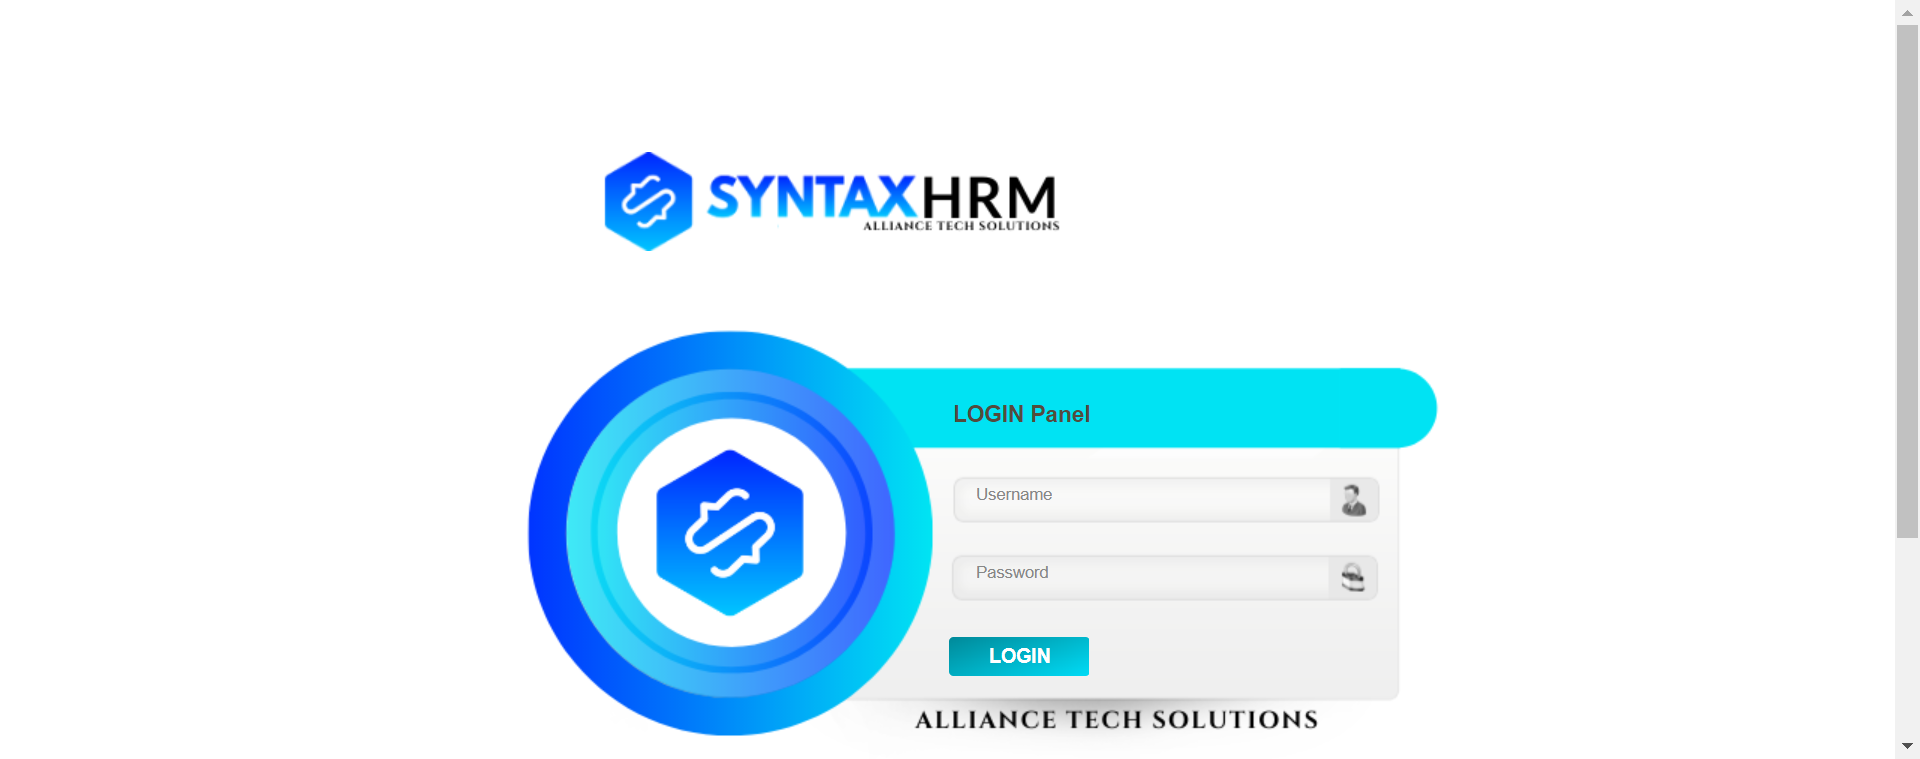 SYNTAXHRM
ALLIANCE TECH SOLUTIONS
LOGIN Panel
Username
Password
LOGIN
ALLIANCE TECH SOLUTIONS